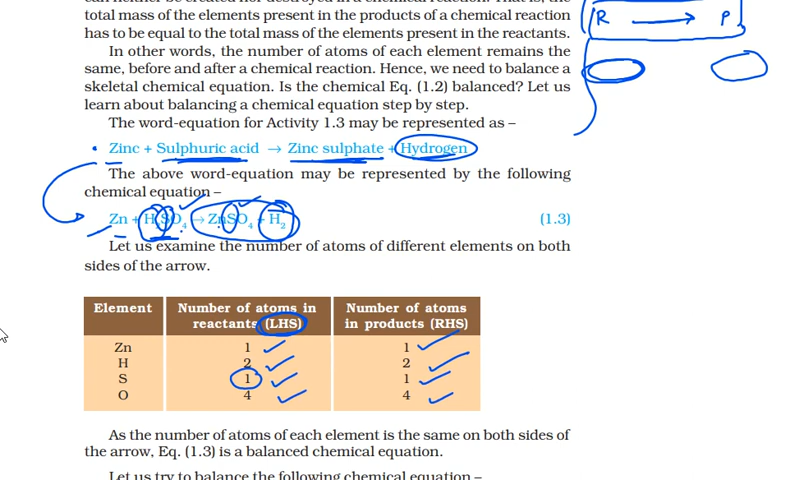 can neither be created nor destroyed in a chemical reaction. That is, the
total mass of the elements present in the products of a chemical reaction
has to be equal to the total mass of the elements present in the reactants.
In other words, the number of atoms of each element remains the
same, before and after a chemical reaction. Hence, we need to balance a
skeletal chemical equation. Is the chemical Eq. (1.2) balanced? Let us
learn about balancing a chemical equation step by step.
The word-equation for Activity 1.3 may be represented as –
Zinc + Sulphuric acid → Zinc sulphate + Hydrogen
The above word-equation may be represented by the following
chemical equation –
Zn + H₂SO₄ → ZnSO₄ + H₂ (1.3)
Let us examine the number of atoms of different elements on both
sides of the arrow.
Element Number of atoms in reactants (LHS) Number of atoms in products (RHS)
Zn 1 1
H 2 2
S 1 1
O 4 4
As the number of atoms of each element is the same on both sides of
the arrow, Eq. (1.3) is a balanced chemical equation.
Let us try to balance the following chemical equation –
R → P